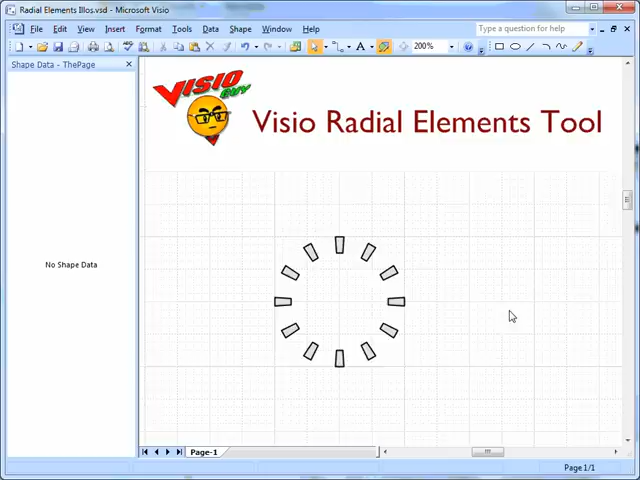 Radial Elements Illos.vsd - Microsoft Visio
File Edit View Insert Format Tools Data Shape Window Help
Type a question for help
200%
Shape Data - ThePage
No Shape Data
VISIO
GUY
Visio Radial Elements Tool
Page-1
Page 1/1